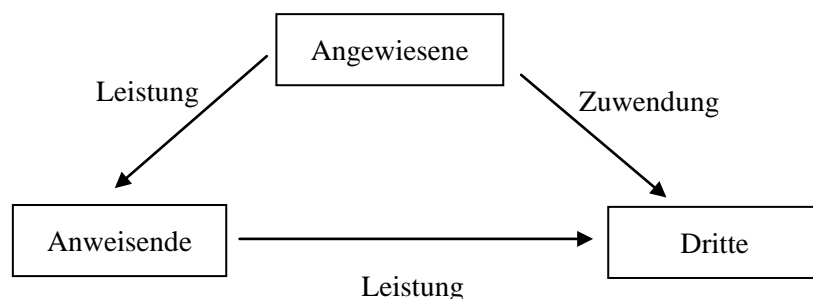 Angewiesene
Leistung
Zuwendung
Anweisende
Dritte
Leistung